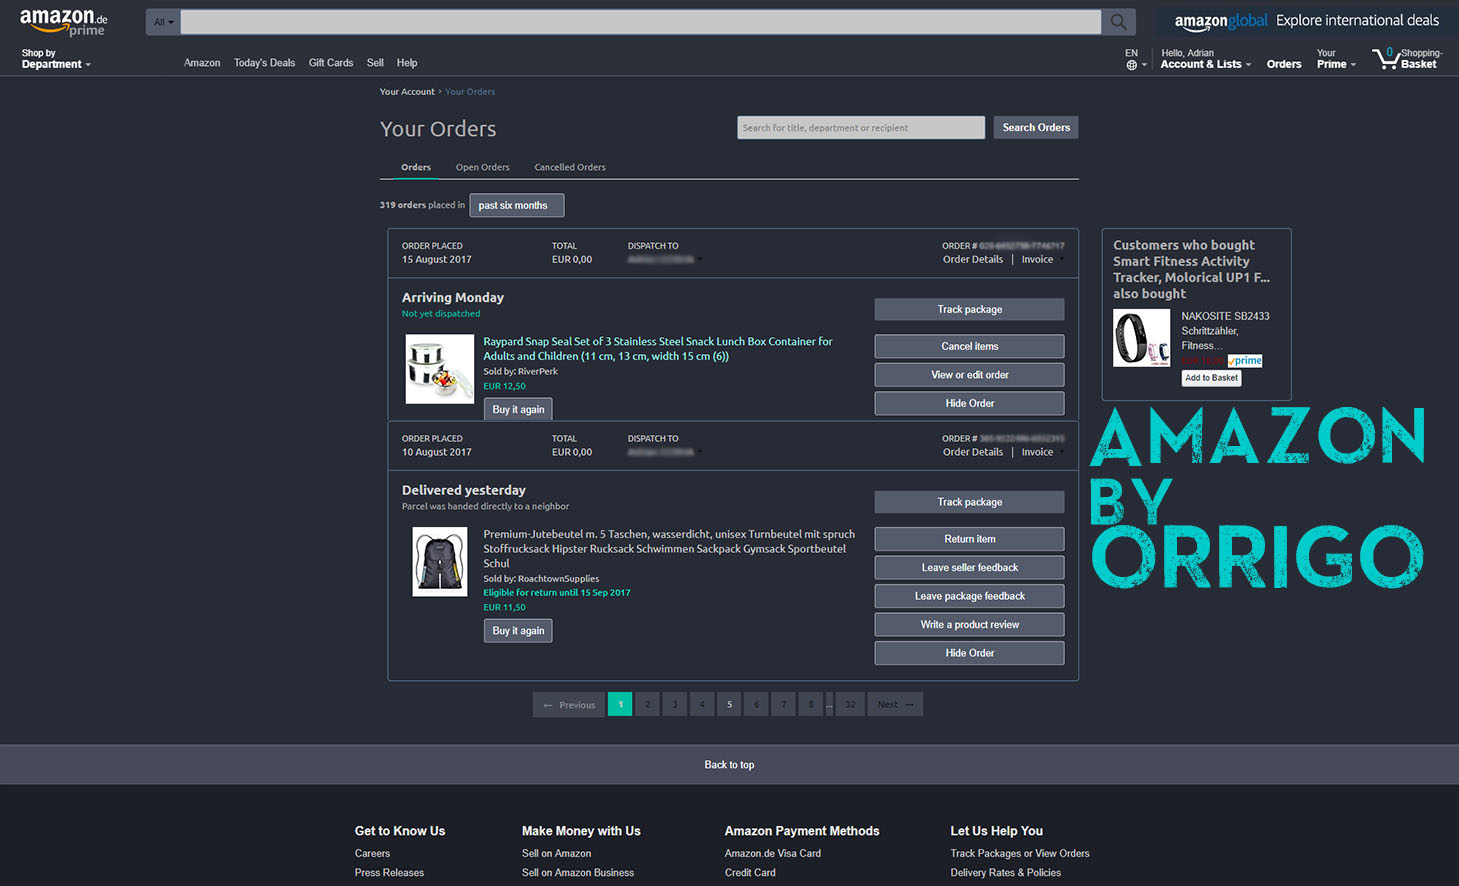 amazon.de
prime
All
amazonglobal Explore international deals
Shop by
Department
Amazon Today's Deals Gift Cards Sell Help
EN
Hello, Adrian
Account & Lists
Orders
Your
Prime
0
Shopping-
Basket
Your Account › Your Orders
Your Orders
Search for title, department or recipient
Search Orders
Orders Open Orders Cancelled Orders
319 orders placed in past six months
ORDER PLACED TOTAL DISPATCH TO ORDER #
15 August 2017 EUR 0,00 Order Details | Invoice
Arriving Monday
Not yet dispatched
Raypard Snap Seal Set of 3 Stainless Steel Snack Lunch Box Container for
Adults and Children (11 cm, 13 cm, width 15 cm (6))
Sold by: RiverPerk
EUR 12,50
Buy it again
Track package
Cancel items
View or edit order
Hide Order
ORDER PLACED TOTAL DISPATCH TO ORDER #
10 August 2017 EUR 0,00 Order Details | Invoice
Delivered yesterday
Parcel was handed directly to a neighbor
Premium-Jutebeutel m. 5 Taschen, wasserdicht, unisex Turnbeutel mit spruch
Stoffrucksack Hipster Rucksack Schwimmen Sackpack Gymsack Sportbeutel
Schul
Sold by: RoachtownSupplies
Eligible for return until 15 Sep 2017
EUR 11,50
Buy it again
Track package
Return item
Leave seller feedback
Leave package feedback
Write a product review
Hide Order
Customers who bought
Smart Fitness Activity
Tracker, Molorical UP1 F...
also bought
NAKOSITE SB2433
Schrittzähler,
Fitness...
prime
Add to Basket
AMAZON
BY
ORRIGO
← Previous 1 2 3 4 5 6 7 8 ... 32 Next →
Back to top
Get to Know Us
Careers
Press Releases
Make Money with Us
Sell on Amazon
Sell on Amazon Business
Amazon Payment Methods
Amazon.de Visa Card
Credit Card
Let Us Help You
Track Packages or View Orders
Delivery Rates & Policies